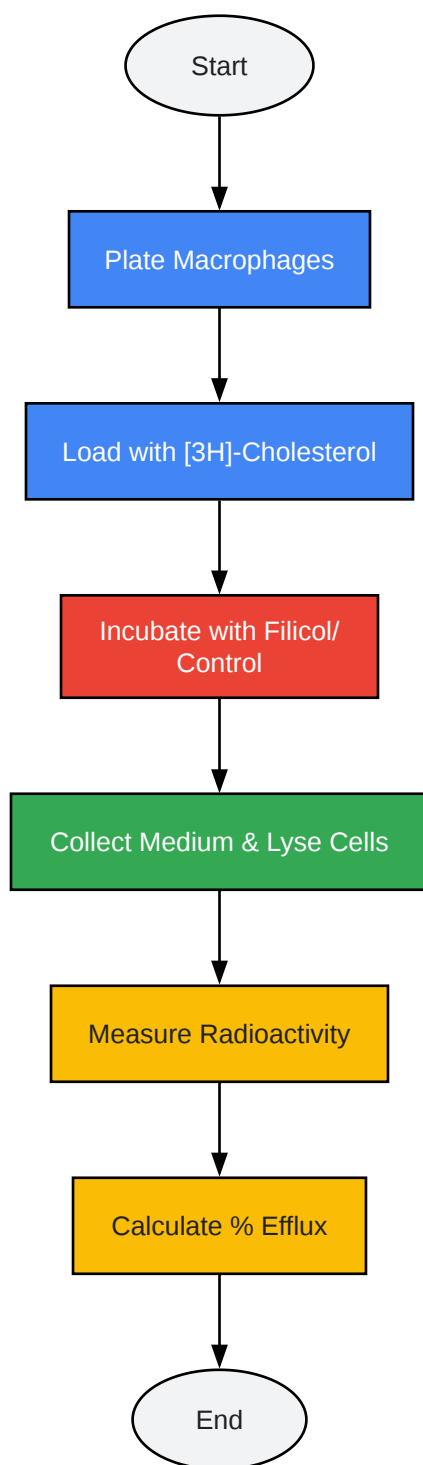 Start
Plate Macrophages
Load with [3H]-Cholesterol
Incubate with Filicol/
Control
Collect Medium & Lyse Cells
Measure Radioactivity
Calculate % Efflux
End